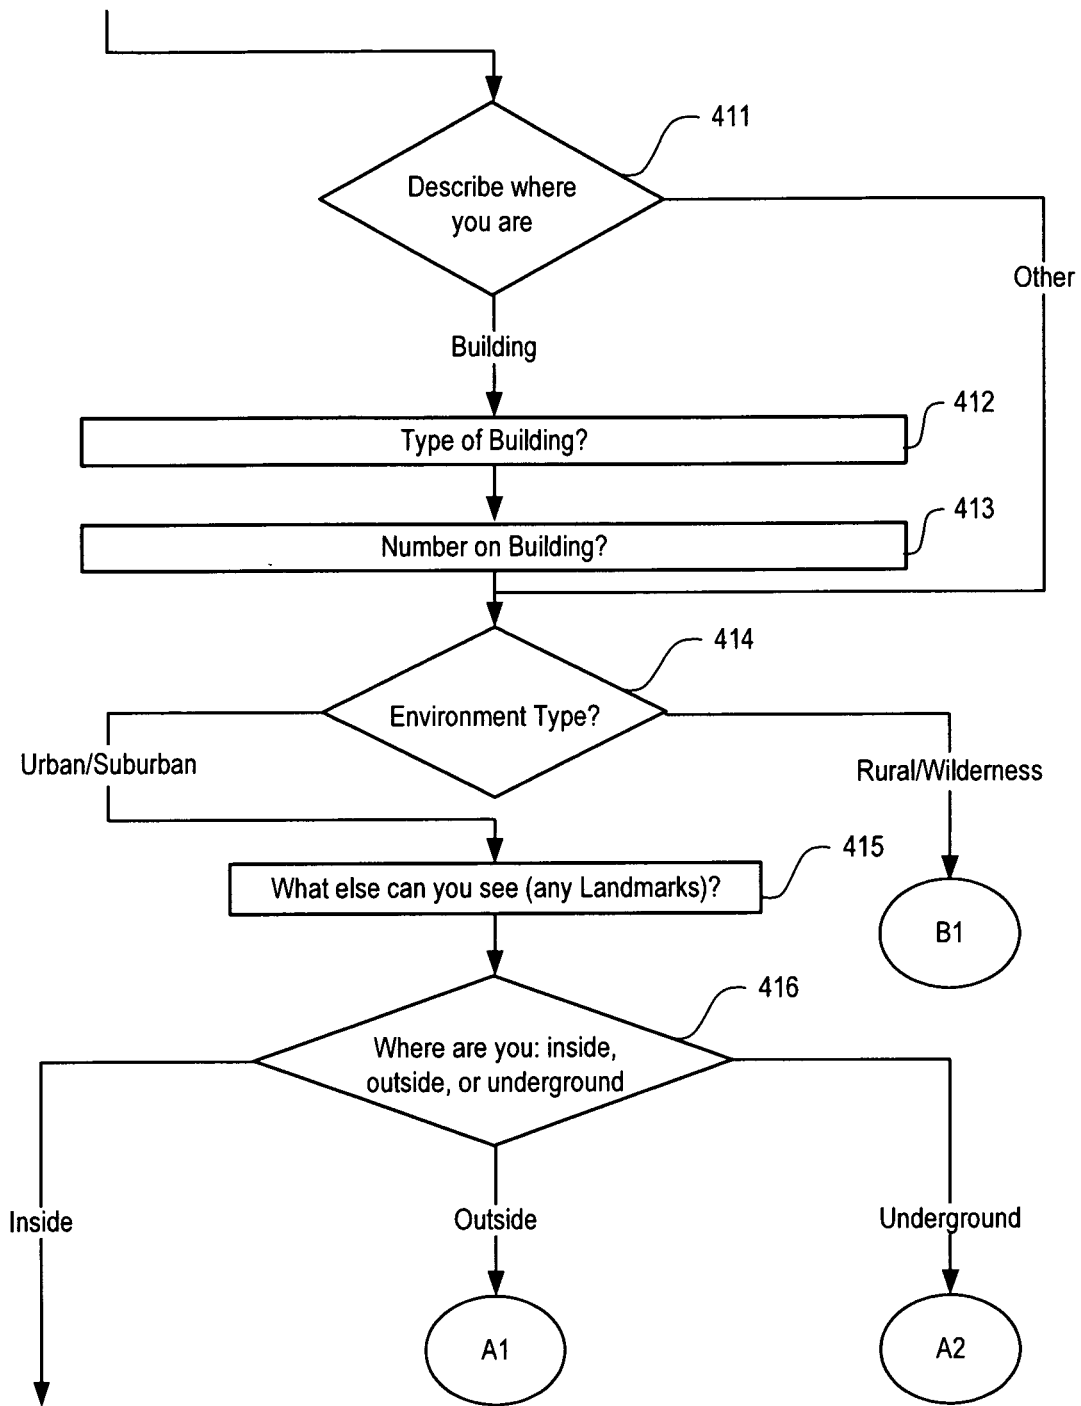 411
Describe where
you are
Other
Building
412
Type of Building?
413
Number on Building?
414
Environment Type?
Urban/Suburban
Rural/Wilderness
415
What else can you see (any Landmarks)?
B1
416
Where are you: inside,
outside, or underground
Inside
Outside
Underground
A1
A2